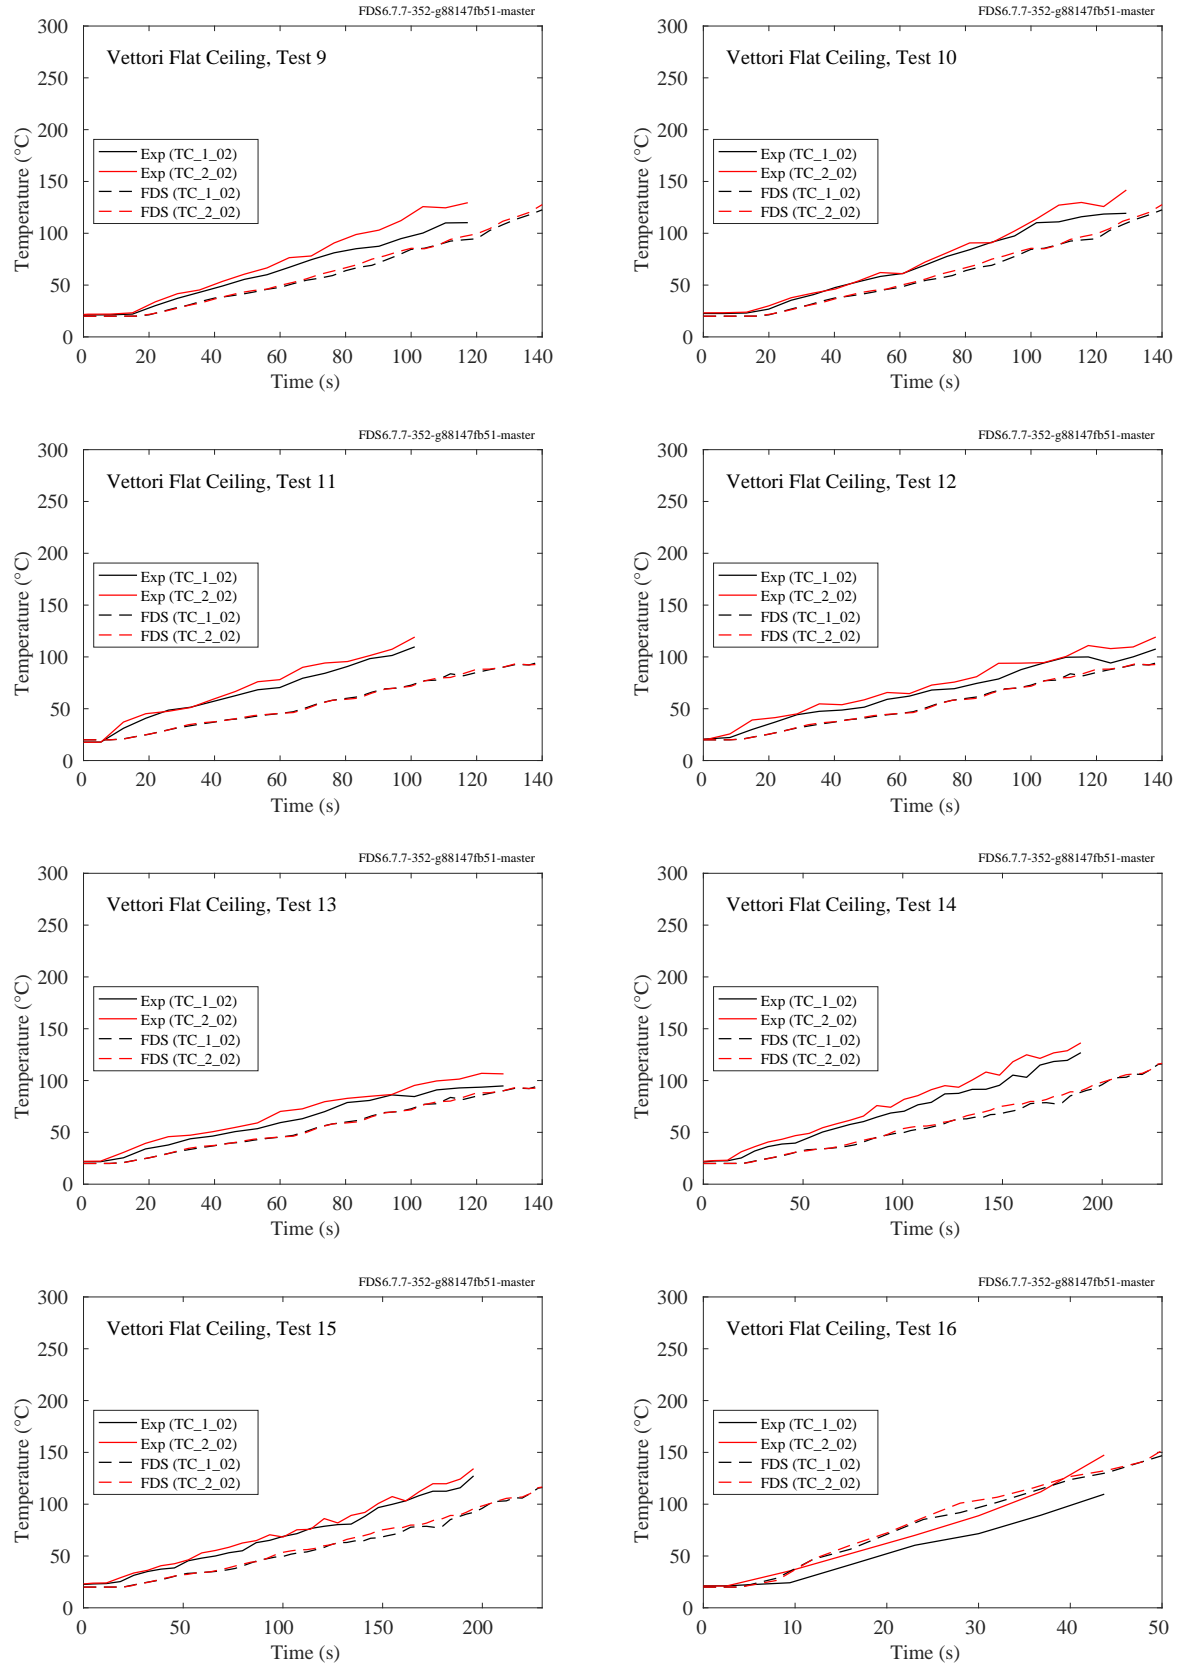 FDS6.7.7-352-g88147fb51-master
Vettori Flat Ceiling, Test 9
Temperature (°C)
300
250
200
150
100
50
0
Exp (TC_1_02)
Exp (TC_2_02)
FDS (TC_1_02)
FDS (TC_2_02)
0 20 40 60 80 100 120 140
Time (s)
FDS6.7.7-352-g88147fb51-master
Vettori Flat Ceiling, Test 10
Temperature (°C)
300
250
200
150
100
50
0
Exp (TC_1_02)
Exp (TC_2_02)
FDS (TC_1_02)
FDS (TC_2_02)
0 20 40 60 80 100 120 140
Time (s)
FDS6.7.7-352-g88147fb51-master
Vettori Flat Ceiling, Test 11
Temperature (°C)
300
250
200
150
100
50
0
Exp (TC_1_02)
Exp (TC_2_02)
FDS (TC_1_02)
FDS (TC_2_02)
0 20 40 60 80 100 120 140
Time (s)
FDS6.7.7-352-g88147fb51-master
Vettori Flat Ceiling, Test 12
Temperature (°C)
300
250
200
150
100
50
0
Exp (TC_1_02)
Exp (TC_2_02)
FDS (TC_1_02)
FDS (TC_2_02)
0 20 40 60 80 100 120 140
Time (s)
FDS6.7.7-352-g88147fb51-master
Vettori Flat Ceiling, Test 13
Temperature (°C)
300
250
200
150
100
50
0
Exp (TC_1_02)
Exp (TC_2_02)
FDS (TC_1_02)
FDS (TC_2_02)
0 20 40 60 80 100 120 140
Time (s)
FDS6.7.7-352-g88147fb51-master
Vettori Flat Ceiling, Test 14
Temperature (°C)
300
250
200
150
100
50
0
Exp (TC_1_02)
Exp (TC_2_02)
FDS (TC_1_02)
FDS (TC_2_02)
0 50 100 150 200
Time (s)
FDS6.7.7-352-g88147fb51-master
Vettori Flat Ceiling, Test 15
Temperature (°C)
300
250
200
150
100
50
0
Exp (TC_1_02)
Exp (TC_2_02)
FDS (TC_1_02)
FDS (TC_2_02)
0 50 100 150 200
Time (s)
FDS6.7.7-352-g88147fb51-master
Vettori Flat Ceiling, Test 16
Temperature (°C)
300
250
200
150
100
50
0
Exp (TC_1_02)
Exp (TC_2_02)
FDS (TC_1_02)
FDS (TC_2_02)
0 10 20 30 40 50
Time (s)